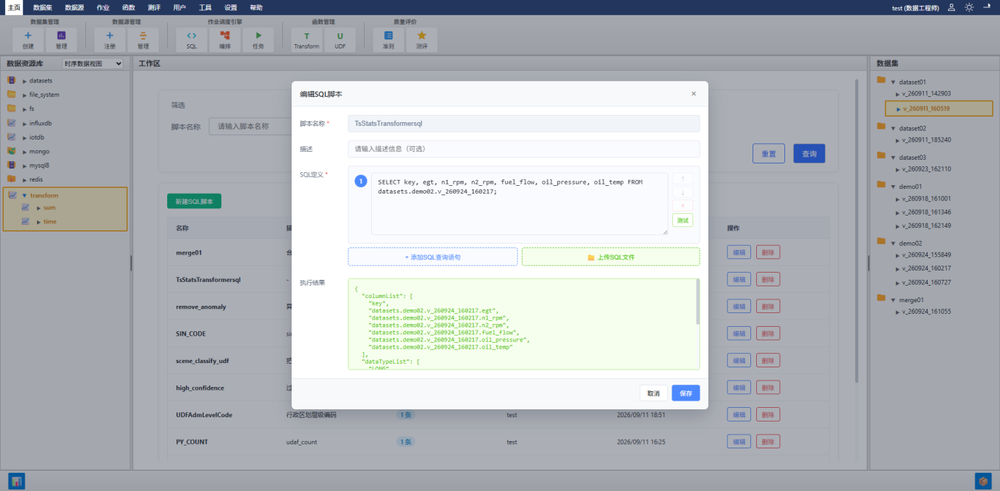 主页 数据集 数据源 作业 函数 测评 用户 工具 设置 帮助
test (数据工程师)
数据集管理 数据源管理 作业调度引擎 函数管理 质量评价
创建 管理 注册 管理 SQL 编排 任务 Transform UDF 准则 测评
数据资源库 时序数据视图
datasets
file_system
fs
influxdb
iotdb
mongo
mysql8
redis
transform
sum
time
工作区
筛选
脚本名称 请输入脚本名称
重置 查询
新建SQL脚本
名称 操作
merge01 编辑 删除
TsStatsTransformersql - 编辑 删除
remove_anomaly 编辑 删除
SIN_CODE 编辑 删除
scene_classify_udf 编辑 删除
high_confidence 编辑 删除
UDFAdmLevelCode 行政区划层级编码 1 条 test 2026/09/11 18:51 编辑 删除
PY_COUNT udaf_count 1 条 test 2026/09/11 16:25 编辑 删除
编辑SQL脚本 ×
脚本名称 * TsStatsTransformersql
描述 请输入描述信息（可选）
SQL定义 *
1
SELECT key, egt, n1_rpm, n2_rpm, fuel_flow, oil_pressure, oil_temp FROM
datasets.demo02.v_260924_160217;
↑
↓
×
测试
+ 添加SQL查询语句 上传SQL文件
执行结果
{
"columnList": [
"key",
"datasets.demo02.v_260924_160217.egt",
"datasets.demo02.v_260924_160217.n1_rpm",
"datasets.demo02.v_260924_160217.n2_rpm",
"datasets.demo02.v_260924_160217.fuel_flow",
"datasets.demo02.v_260924_160217.oil_pressure",
"datasets.demo02.v_260924_160217.oil_temp"
],
"dataTypeList": [
"LONG"
取消 保存
数据集
dataset01
v_260911_142903
v_260911_160519
dataset02
v_260911_185240
dataset03
v_260923_162110
demo01
v_260918_161001
v_260918_161346
v_260918_162149
demo02
v_260924_155849
v_260924_160217
v_260924_160727
merge01
v_260924_161055